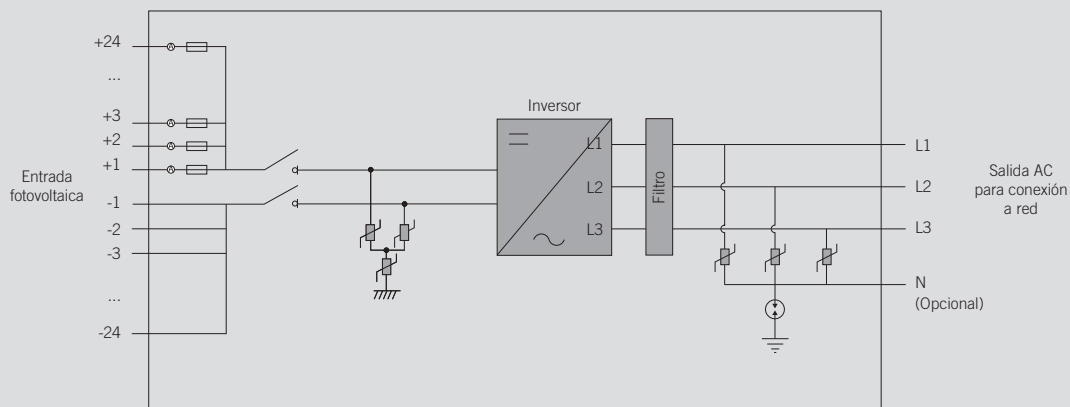 +24
...
+3
+2
+1
Entrada
fotovoltaica
-1
-2
-3
...
-24
Inversor
L1
L2
L3
Filtro
L1
L2
L3
N
(Opcional)
Salida AC
para conexión
a red